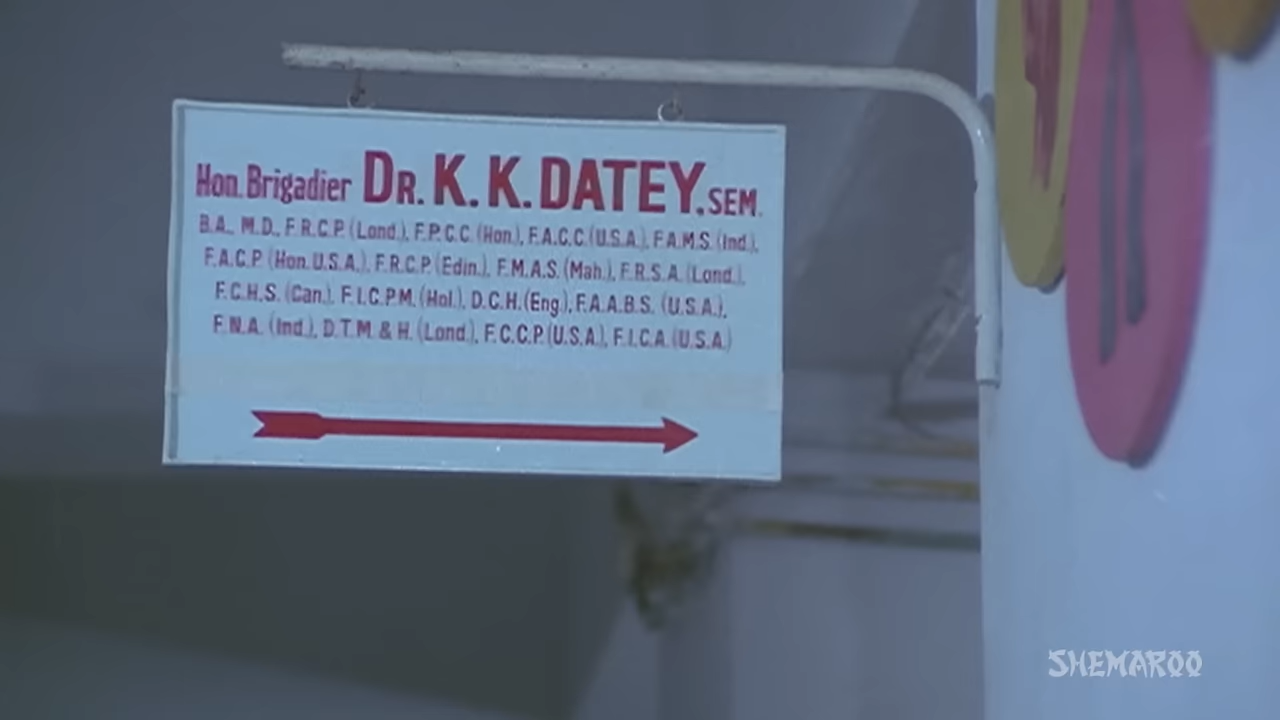 Hon. Brigadier DR. K. K. DATEY, SEM.
B.A., M.D., F.R.C.P. (Lond.), F.P.C.C. (Hon.), F.A.C.C. (U.S.A.), F.A.M.S. (Ind.),
F.A.C.P. (Hon. U.S.A.), F.R.C.P. (Edin.), F.M.A.S. (Mah.), F.R.S.A. (Lond.),
F.C.H.S. (Can.), F.I.C.P.M. (Hol.), D.C.H. (Eng.), F.A.A.B.S. (U.S.A.),
F.N.A. (Ind.), D.T.M. & H. (Lond.), F.C.C.P. (U.S.A.), F.I.C.A. (U.S.A.)
SHEMAROO